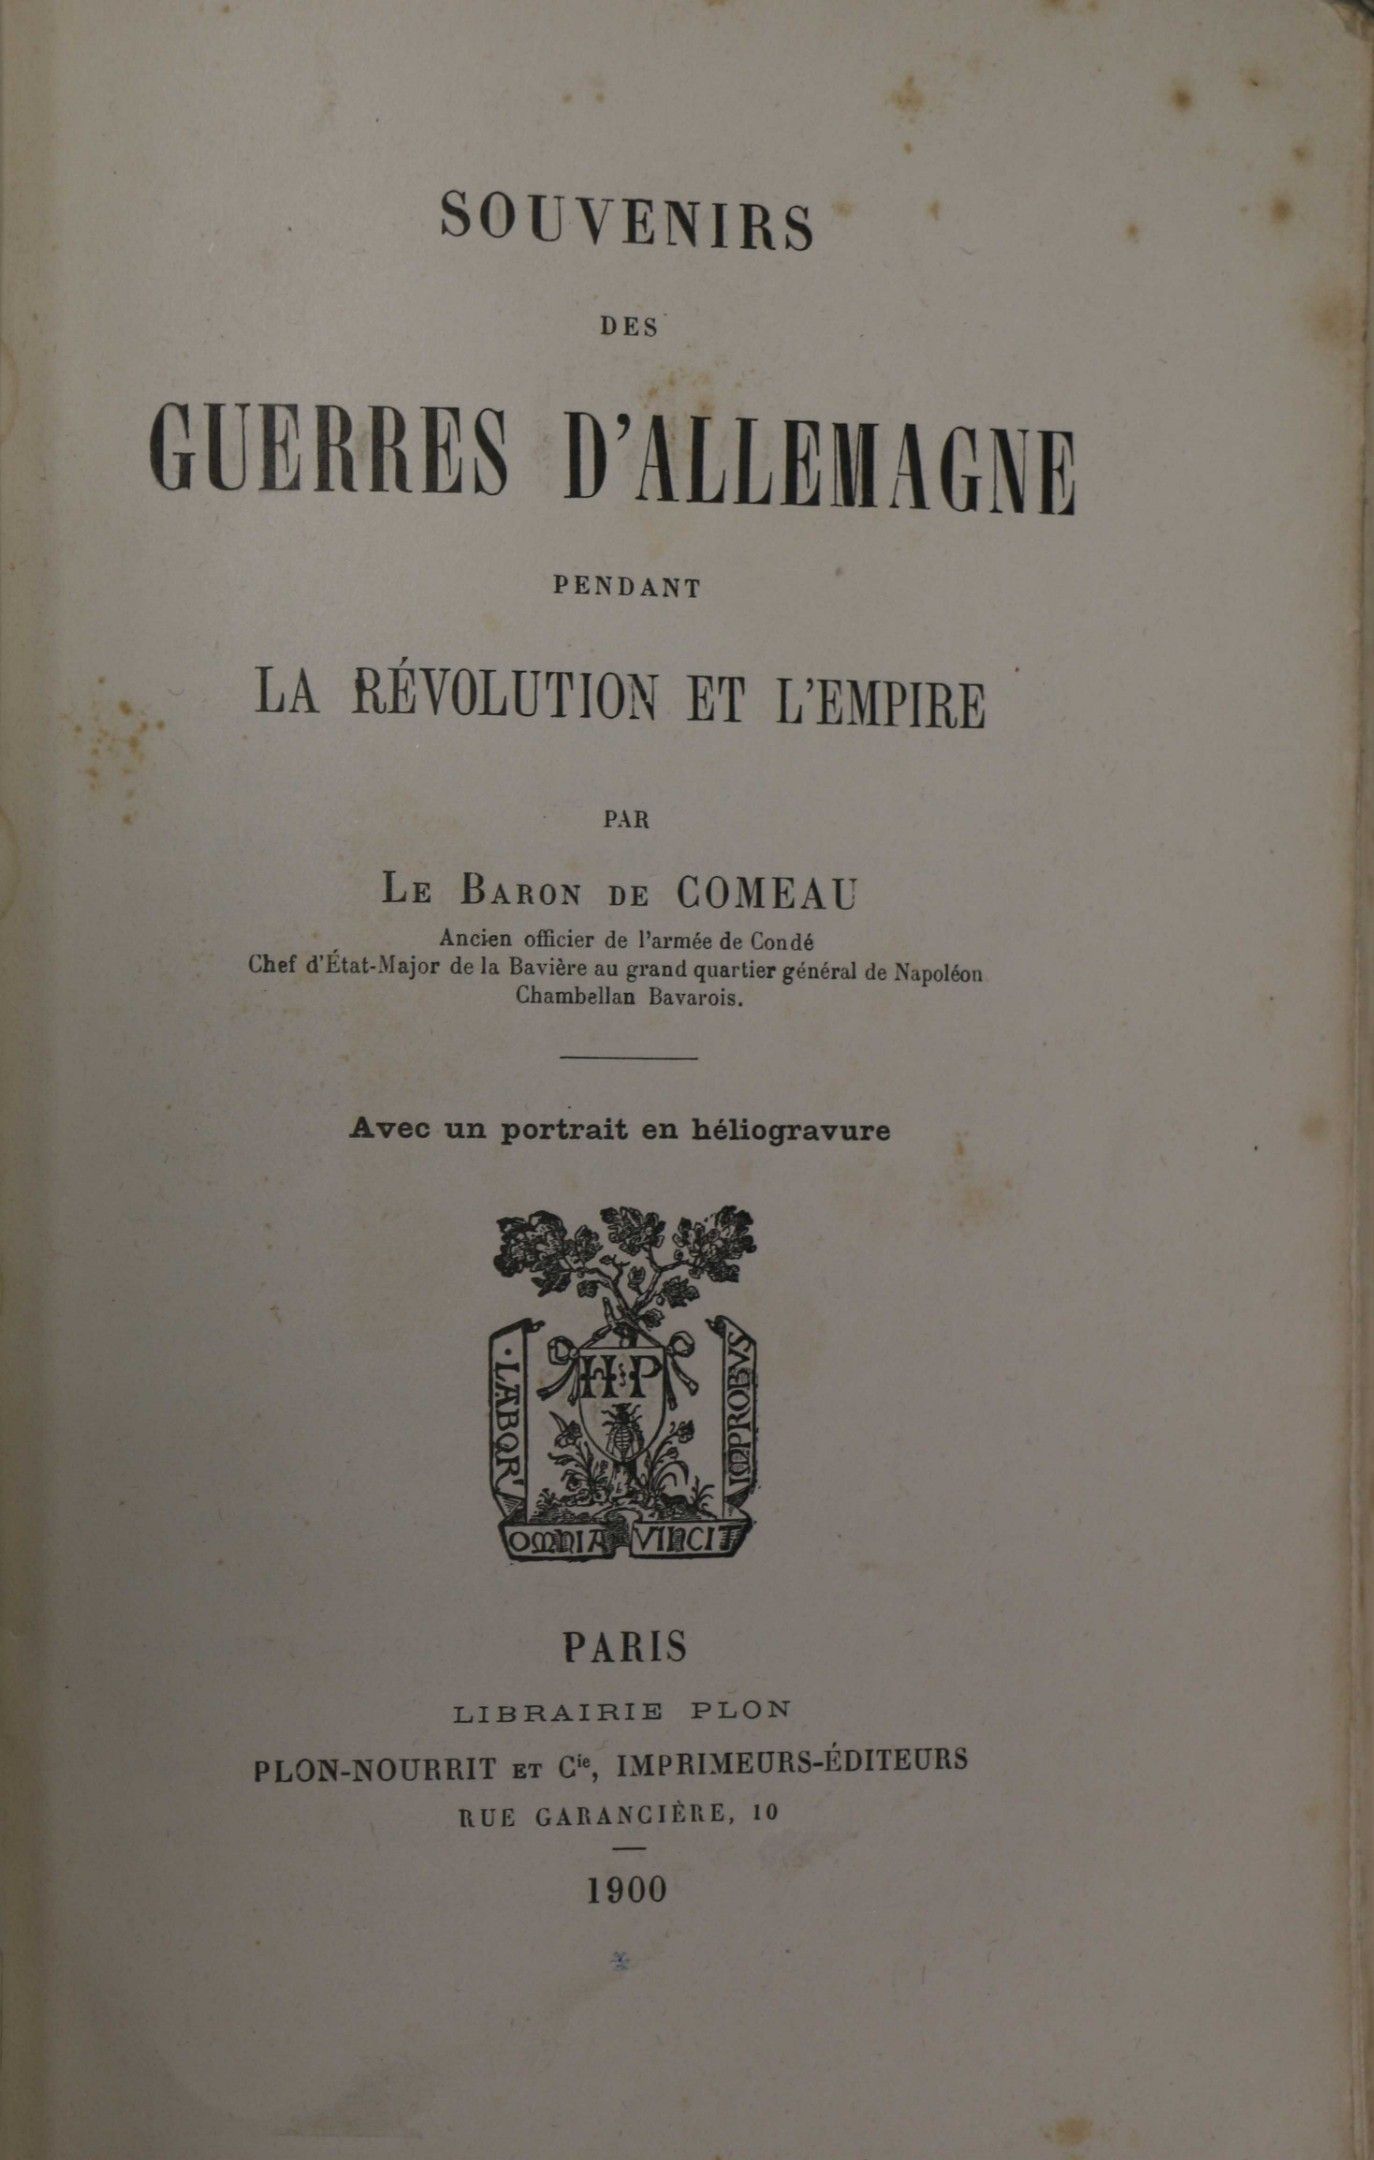 SOUVENIRS
DES
GUERRES D'ALLEMAGNE
PENDANT
LA RÉVOLUTION ET L'EMPIRE
PAR
LE BARON DE COMEAU
Ancien officier de l'armée de Condé
Chef d'État-Major de la Bavière au grand quartier général de Napoléon
Chambellan Bavarois.
Avec un portrait en héliogravure
H P
LABOR
IMPROBVS
OMNIA VINCIT
PARIS
LIBRAIRIE PLON
PLON-NOURRIT ET Cie, IMPRIMEURS-ÉDITEURS
RUE GARANCIÈRE, 10
1900